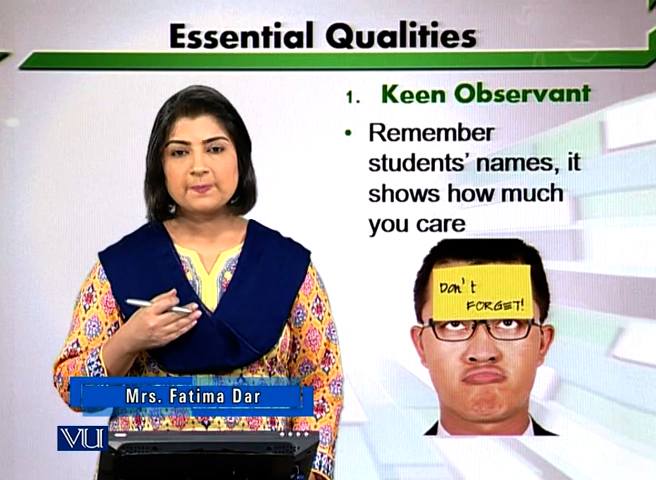 Essential Qualities
1. Keen Observant
• Remember
students' names, it
shows how much
you care
Don't
FORGET!
Mrs. Fatima Dar
VU